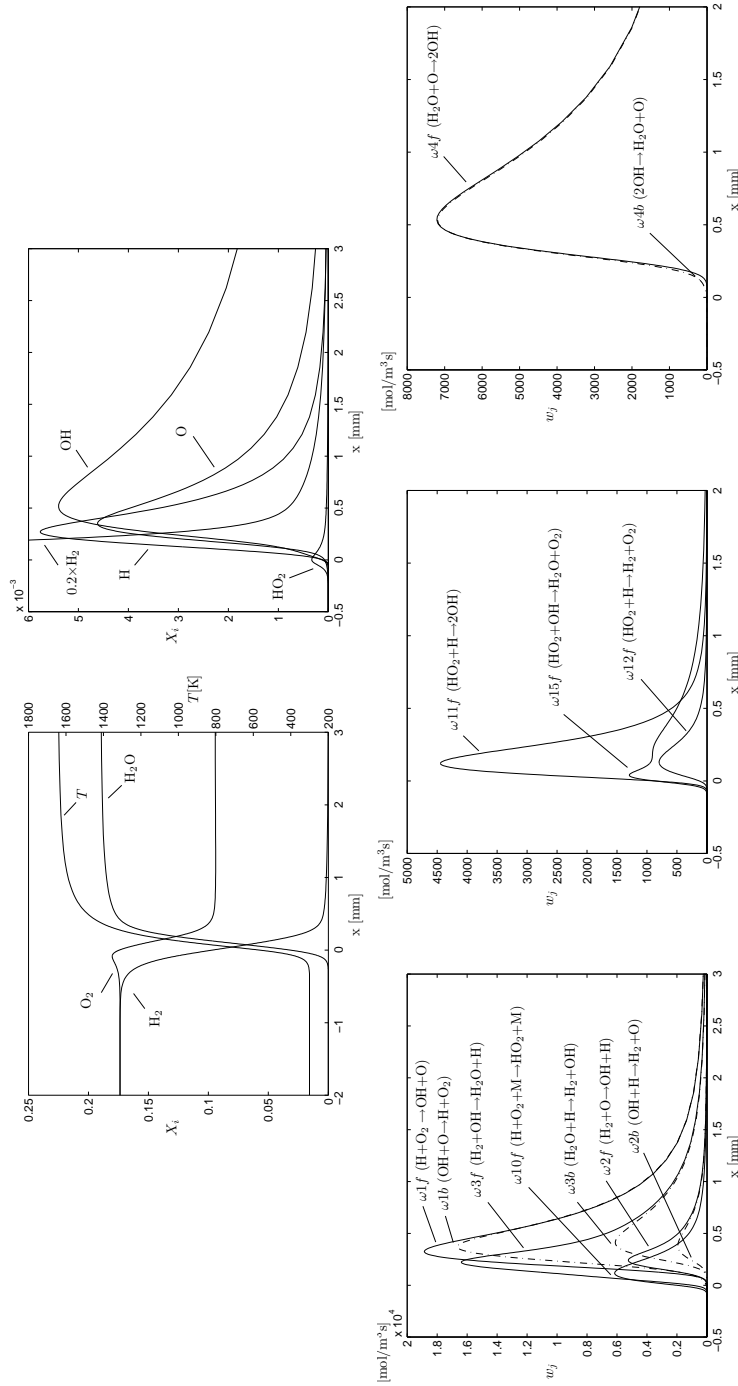 0.25
0.2
0.15
0.1
0.05
0
X_i
−2
−1
0
1
2
3
x [mm]
1800
1600
1400
1200
1000
800
600
400
200
T[K]
O₂
H₂
T
H₂O
x 10⁻³
6
5
4
3
2
1
0
X_i
−0.5
0
0.5
1
1.5
2
2.5
3
x [mm]
0.2×H₂
H
HO₂
OH
O
[mol/m³s]
x 10⁴
2
1.8
1.6
1.4
1.2
1
0.8
0.6
0.4
0.2
0
w_j
−0.5
0
0.5
1
1.5
2
2.5
3
x [mm]
ω1f (H+O₂→OH+O)
ω1b (OH+O→H+O₂)
ω3f (H₂+OH→H₂O+H)
ω10f (H+O₂+M→HO₂+M)
ω3b (H₂O+H→H₂+OH)
ω2f (H₂+O→OH+H)
ω2b (OH+H→H₂+O)
[mol/m³s]
5000
4500
4000
3500
3000
2500
2000
1500
1000
500
0
w_j
−0.5
0
0.5
1
1.5
2
x [mm]
ω11f (HO₂+H→2OH)
ω15f (HO₂+OH→H₂O+O₂)
ω12f (HO₂+H→H₂+O₂)
[mol/m³s]
8000
7000
6000
5000
4000
3000
2000
1000
0
w_j
−0.5
0
0.5
1
1.5
2
x [mm]
ω4f (H₂O+O→2OH)
ω4b (2OH→H₂O+O)